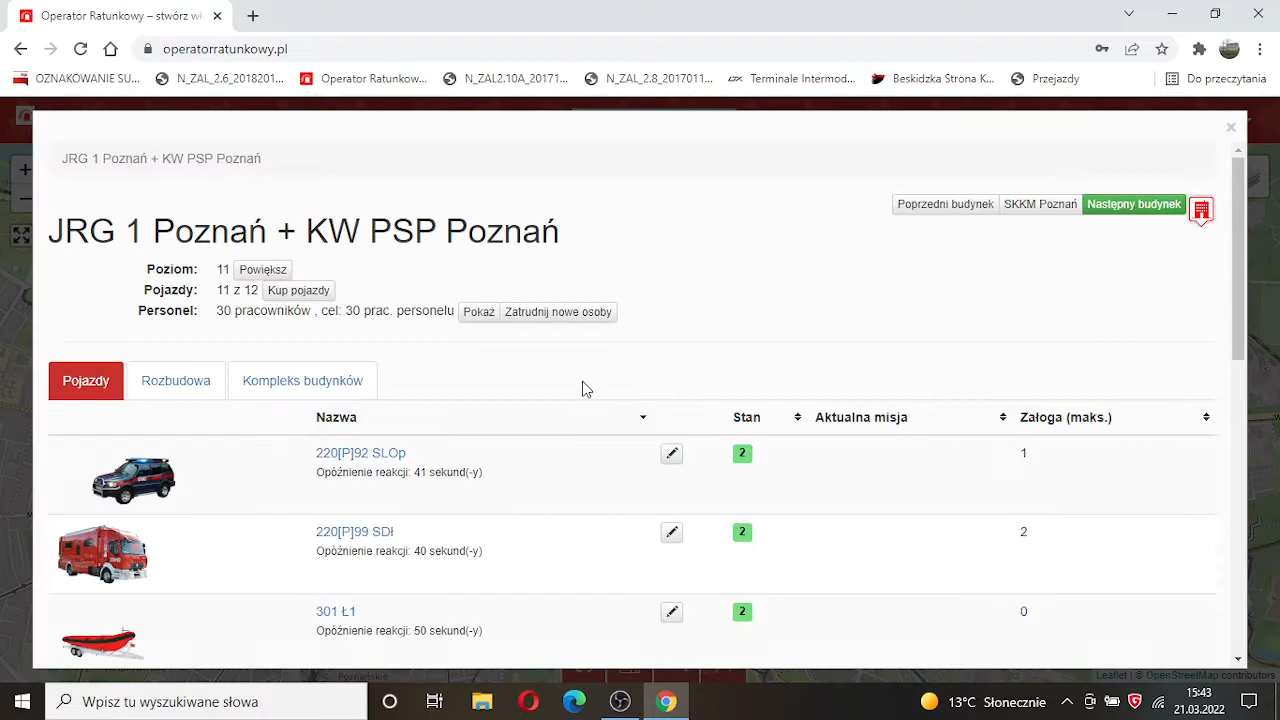 Operator Ratunkowy – stwórz wł
operatorratunkowy.pl
OZNAKOWANIE SU...
N_ZAL_2.6_2018201...
Operator Ratunkow...
N_ZAL2.10A_20171...
N_ZAL_2.8_2017011...
Terminale Intermod...
Beskidzka Strona K...
Przejazdy
Do przeczytania
JRG 1 Poznań + KW PSP Poznań
Poprzedni budynek SKKM Poznań Następny budynek
JRG 1 Poznań + KW PSP Poznań
Poziom: 11 Powiększ
Pojazdy: 11 z 12 Kup pojazdy
Personel: 30 pracowników , cel: 30 prac. personelu Pokaż Zatrudnij nowe osoby
Pojazdy Rozbudowa Kompleks budynków
Nazwa Stan Aktualna misja Załoga (maks.)
220[P]92 SLOp 2 1
Opóźnienie reakcji: 41 sekund(-y)
220[P]99 SDł 2 2
Opóźnienie reakcji: 40 sekund(-y)
301 Ł1 2 0
Opóźnienie reakcji: 50 sekund(-y)
Poznańskie
Leaflet | © OpenStreetMap contributors
Wpisz tu wyszukiwane słowa
13°C Słonecznie
15:43
21.03.2022